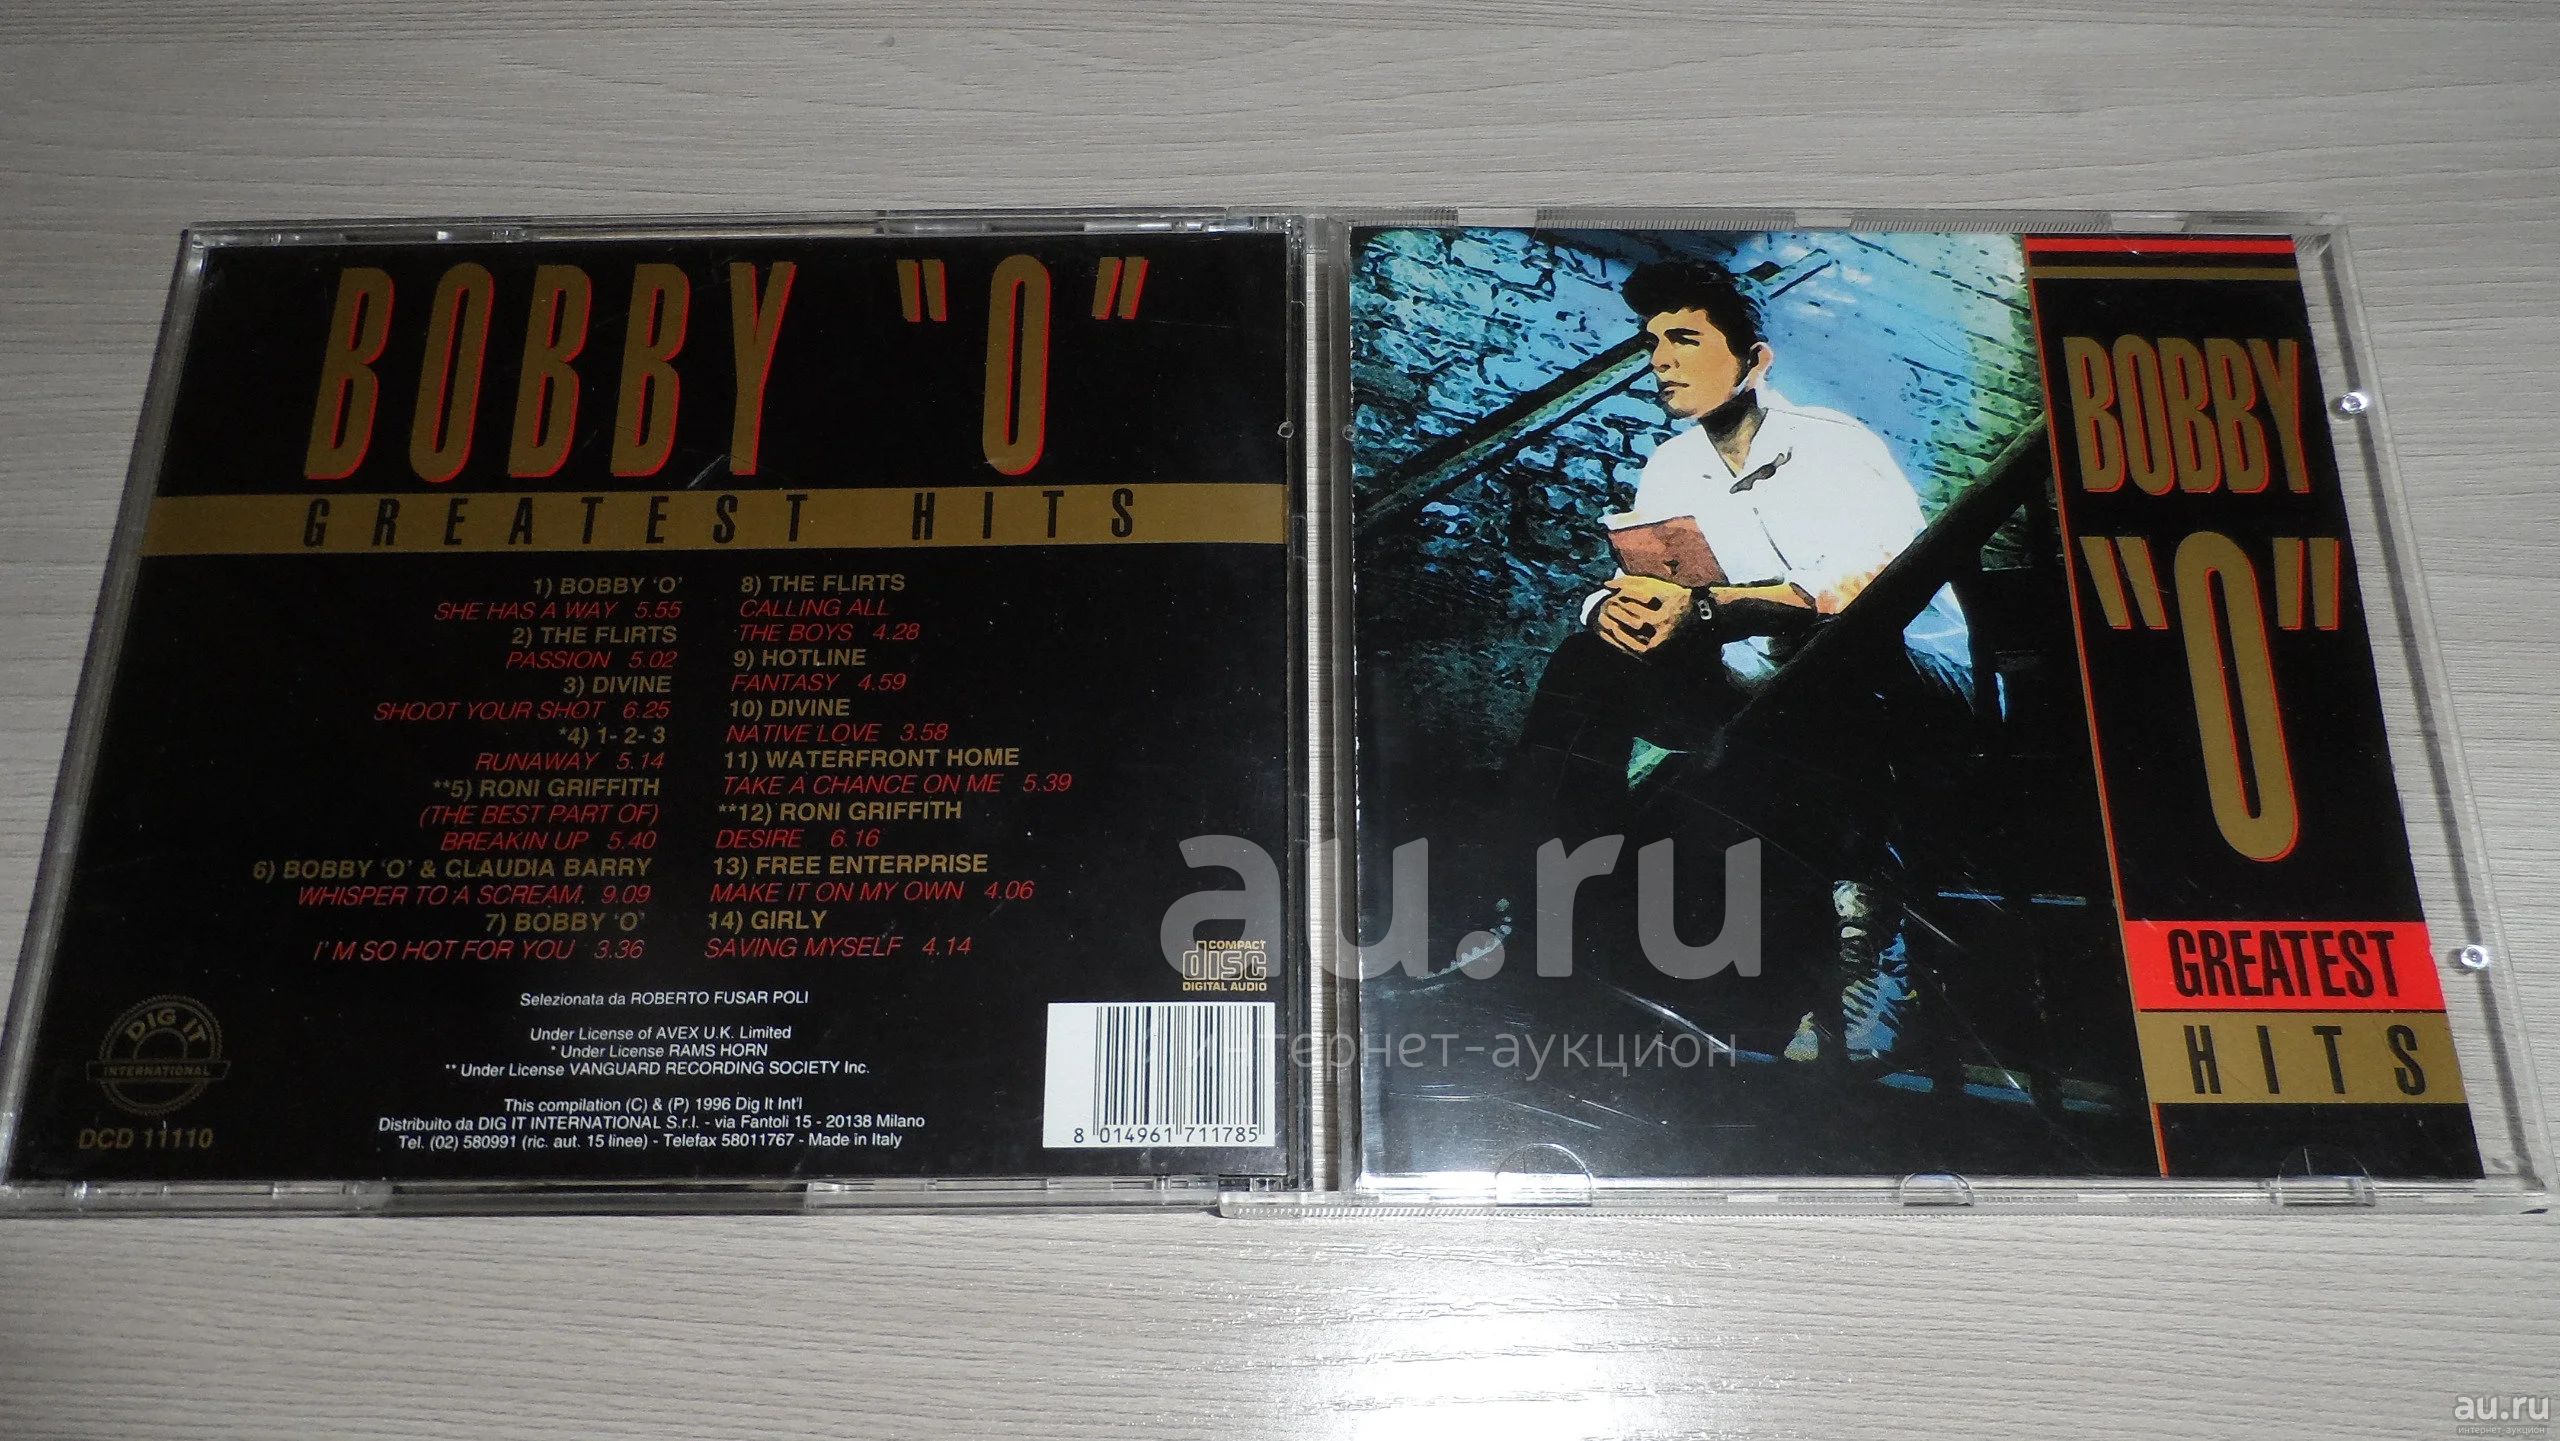 BOBBY "O"
GREATEST HITS
1) BOBBY 'O'
SHE HAS A WAY 5.55
2) THE FLIRTS
PASSION 5.02
3) DIVINE
SHOOT YOUR SHOT 6.25
*4) 1- 2- 3
RUNAWAY 5.14
**5) RONI GRIFFITH
(THE BEST PART OF)
BREAKIN UP 5.40
6) BOBBY 'O' & CLAUDIA BARRY
WHISPER TO A SCREAM. 9.09
7) BOBBY 'O'
I'M SO HOT FOR YOU 3.36
8) THE FLIRTS
CALLING ALL
THE BOYS 4.28
9) HOTLINE
FANTASY 4.59
10) DIVINE
NATIVE LOVE 3.58
11) WATERFRONT HOME
TAKE A CHANCE ON ME 5.39
**12) RONI GRIFFITH
DESIRE 6.16
13) FREE ENTERPRISE
MAKE IT ON MY OWN 4.06
14) GIRLY
SAVING MYSELF 4.14
COMPACT
disc
DIGITAL AUDIO
Selezionata da ROBERTO FUSAR POLI
Under License of AVEX U.K. Limited
* Under License RAMS HORN
** Under License VANGUARD RECORDING SOCIETY Inc.
This compilation (C) & (P) 1996 Dig It Int'l
Distribuito da DIG IT INTERNATIONAL S.r.l. - via Fantoli 15 - 20138 Milano
Tel. (02) 580991 (ric. aut. 15 linee) - Telefax 58011767 - Made in Italy
DIG IT
INTERNATIONAL
DCD 11110
8 014961 711785
BOBBY
"O"
GREATEST
HITS
au.ru
интернет-аукцион
au.ru
интернет-аукцион